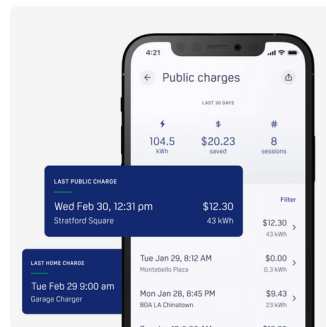 4:21
Public charges
LAST 30 DAYS
104.5
kWh
$20.23
saved
8
sessions
LAST PUBLIC CHARGE
Wed Feb 30, 12:31 pm
$12.30
Stratford Square
43 kWh
Filter
$12.30
43 kWh
LAST HOME CHARGE
Tue Feb 29 9:00 am
Garage Charger
Tue Jan 29, 8:12 AM
$0.00
Montebello Plaza
0.3 kWh
Mon Jan 28, 8:45 PM
$9.43
BOA LA Chinatown
23 kWh